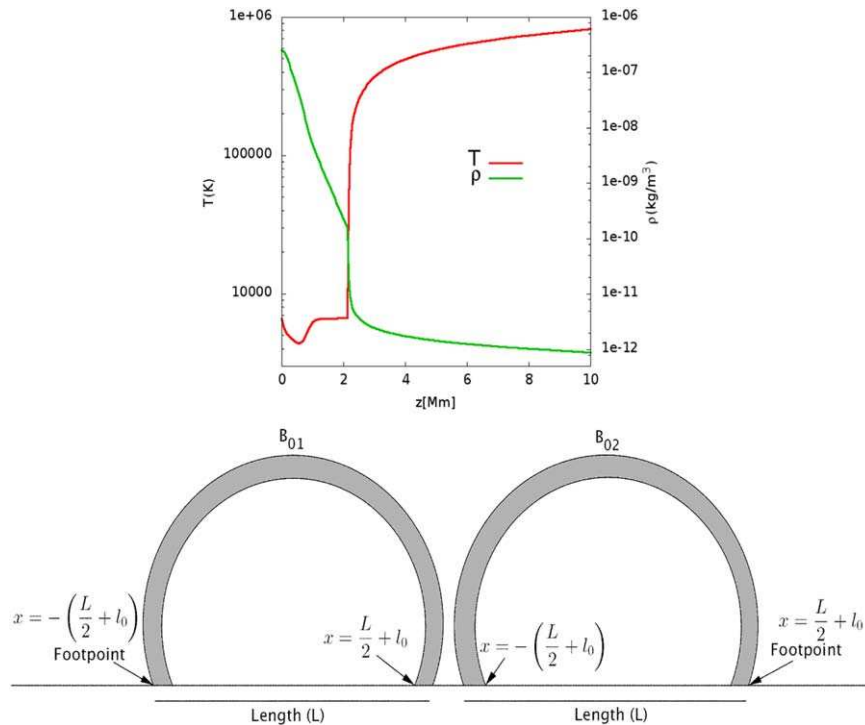 1e+06
100000
10000
T(K)
T
ρ
1e-06
1e-07
1e-08
1e-09
1e-10
1e-11
1e-12
ρ(kg/m³)
0 2 4 6 8 10
z[Mm]
B₀₁
B₀₂
x = −(L/2 + l₀)
Footpoint
x = L/2 + l₀
x = −(L/2 + l₀)
x = L/2 + l₀
Footpoint
Length (L)
Length (L)